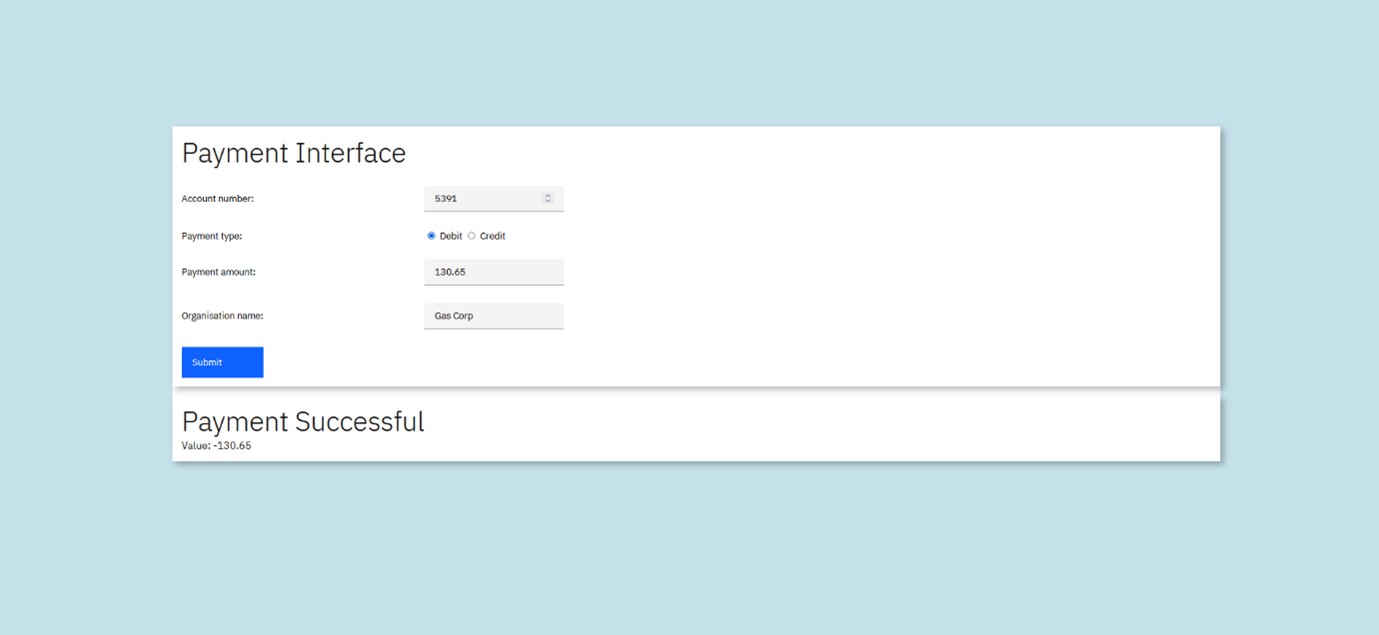 Payment Interface
Account number: 5391
Payment type: Debit Credit
Payment amount: 130.65
Organisation name: Gas Corp
Submit
Payment Successful
Value: -130.65